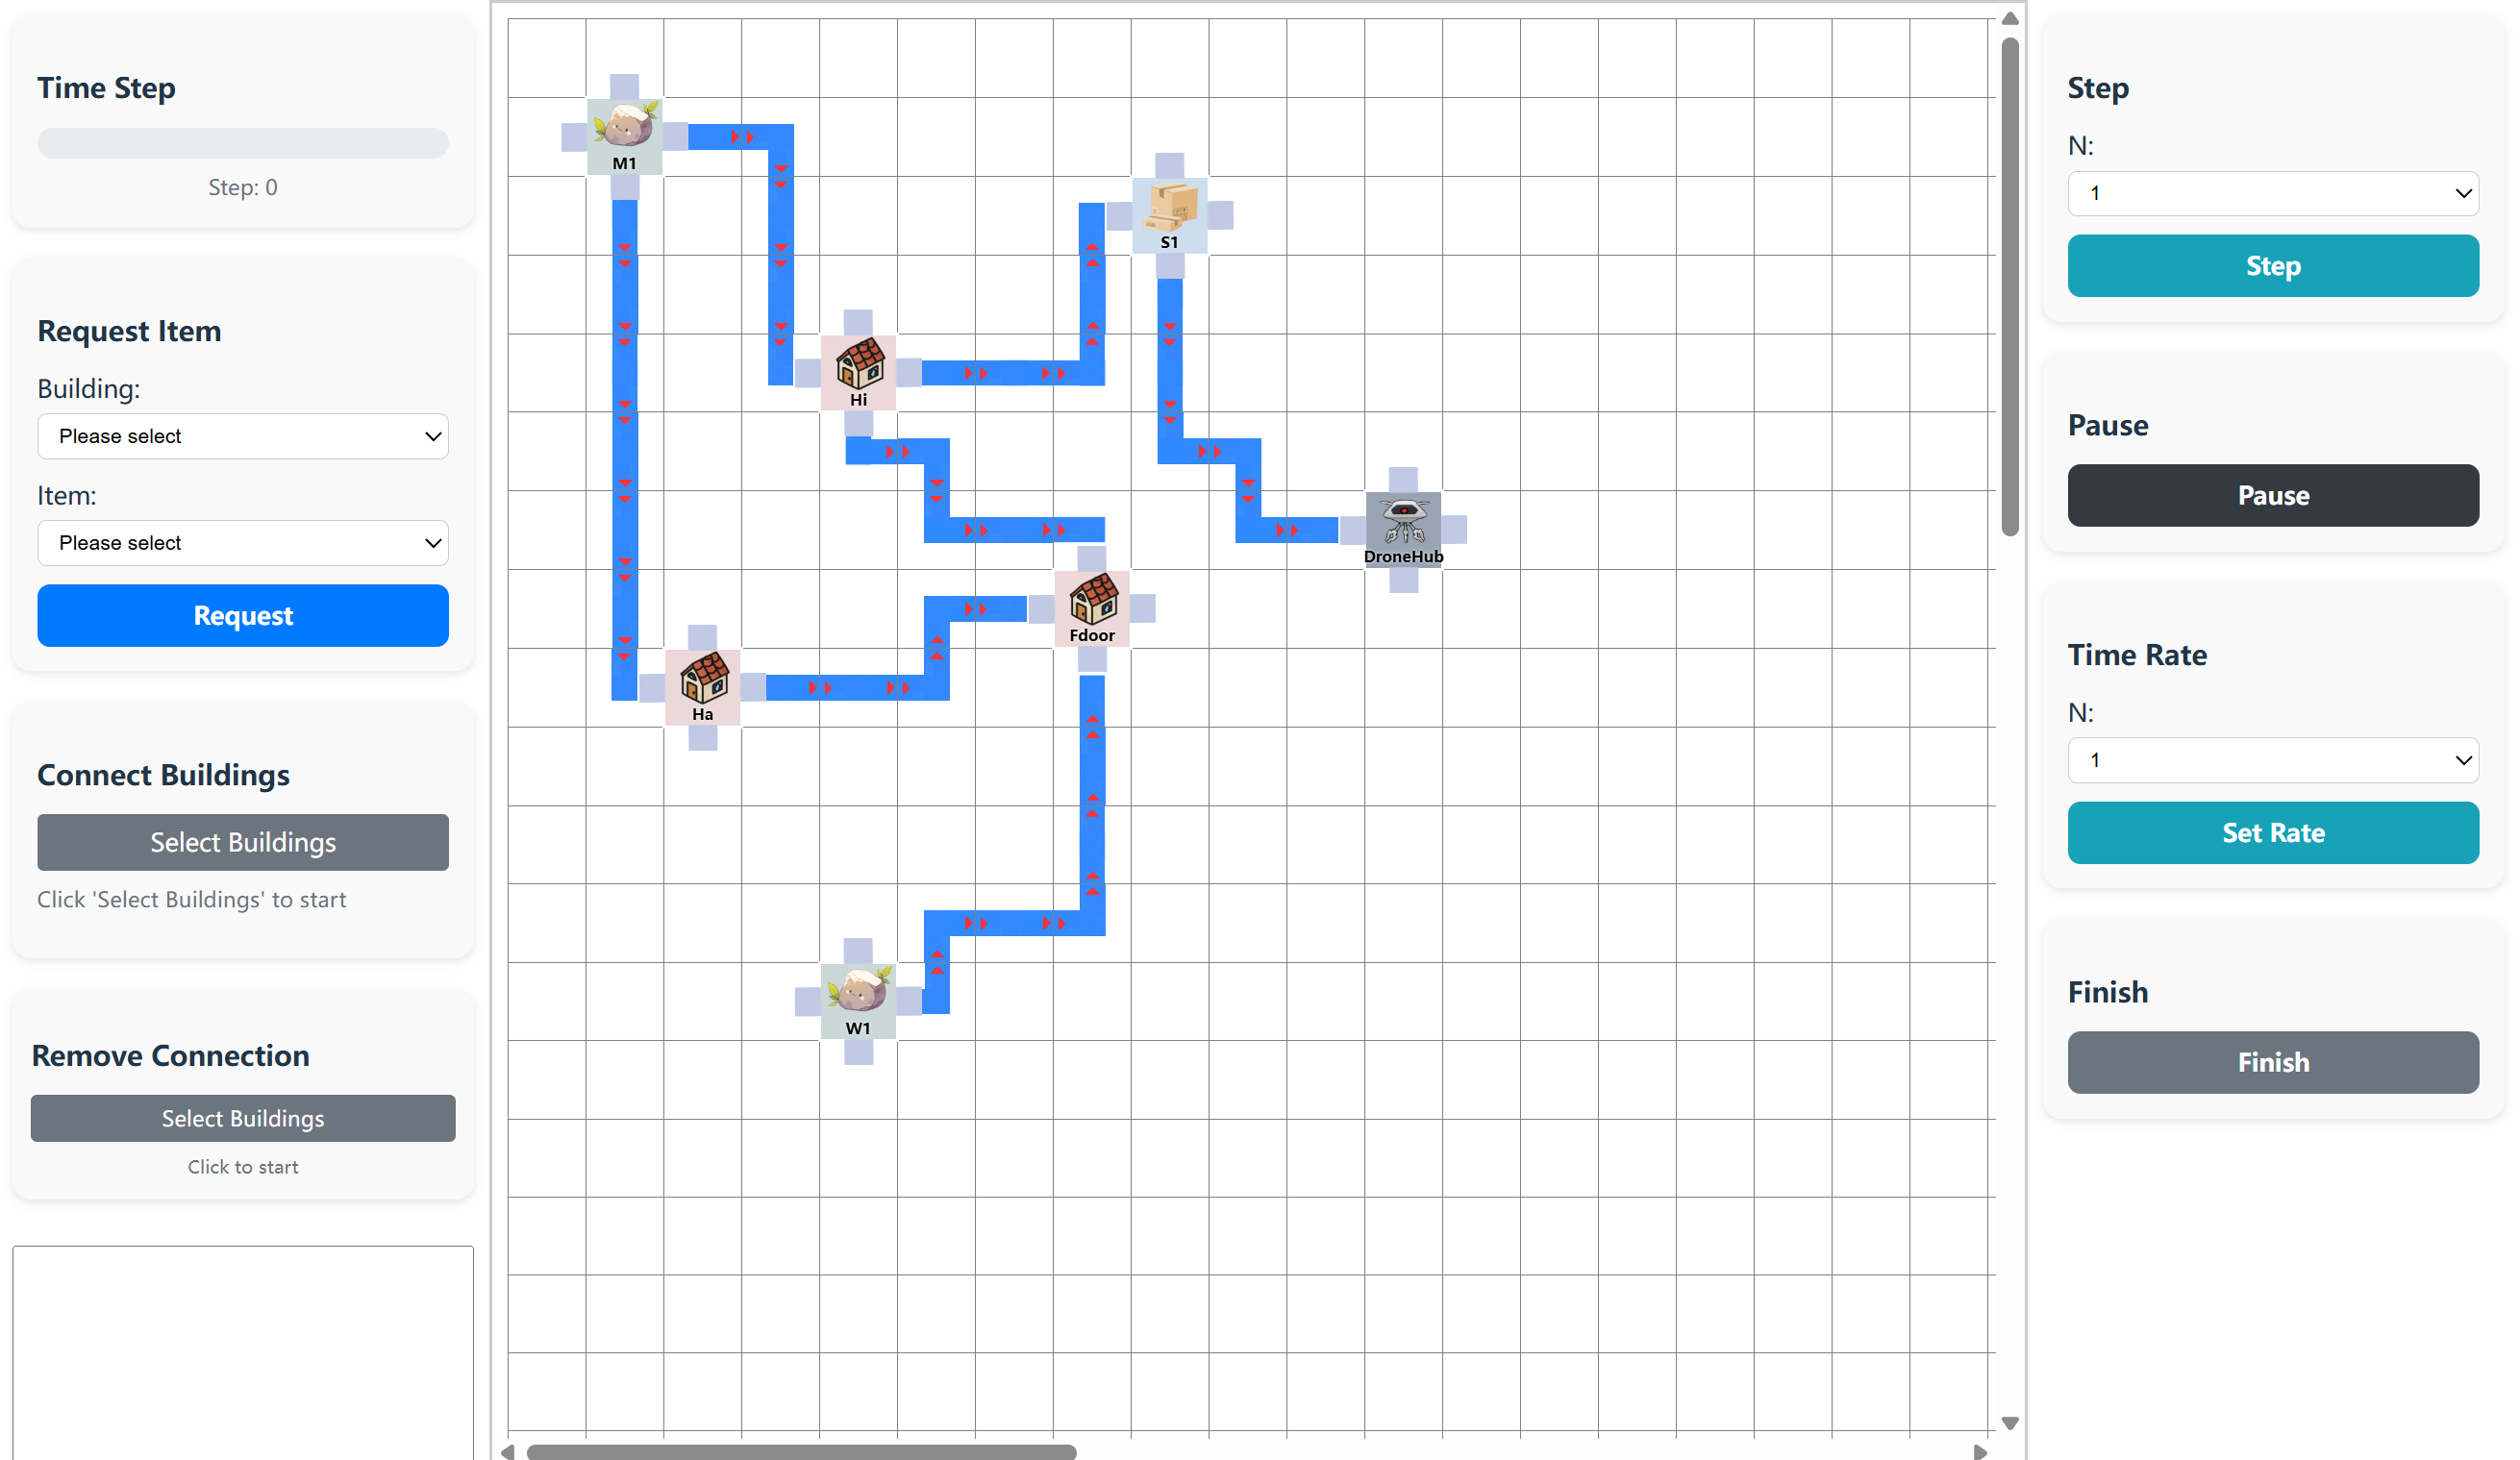 Time Step
Step: 0
Request Item
Building:
Please select
Item:
Please select
Request
Connect Buildings
Select Buildings
Click 'Select Buildings' to start
Remove Connection
Select Buildings
Click to start
M1
S1
Hi
DroneHub
Fdoor
Ha
W1
Step
N:
1
Step
Pause
Pause
Time Rate
N:
1
Set Rate
Finish
Finish